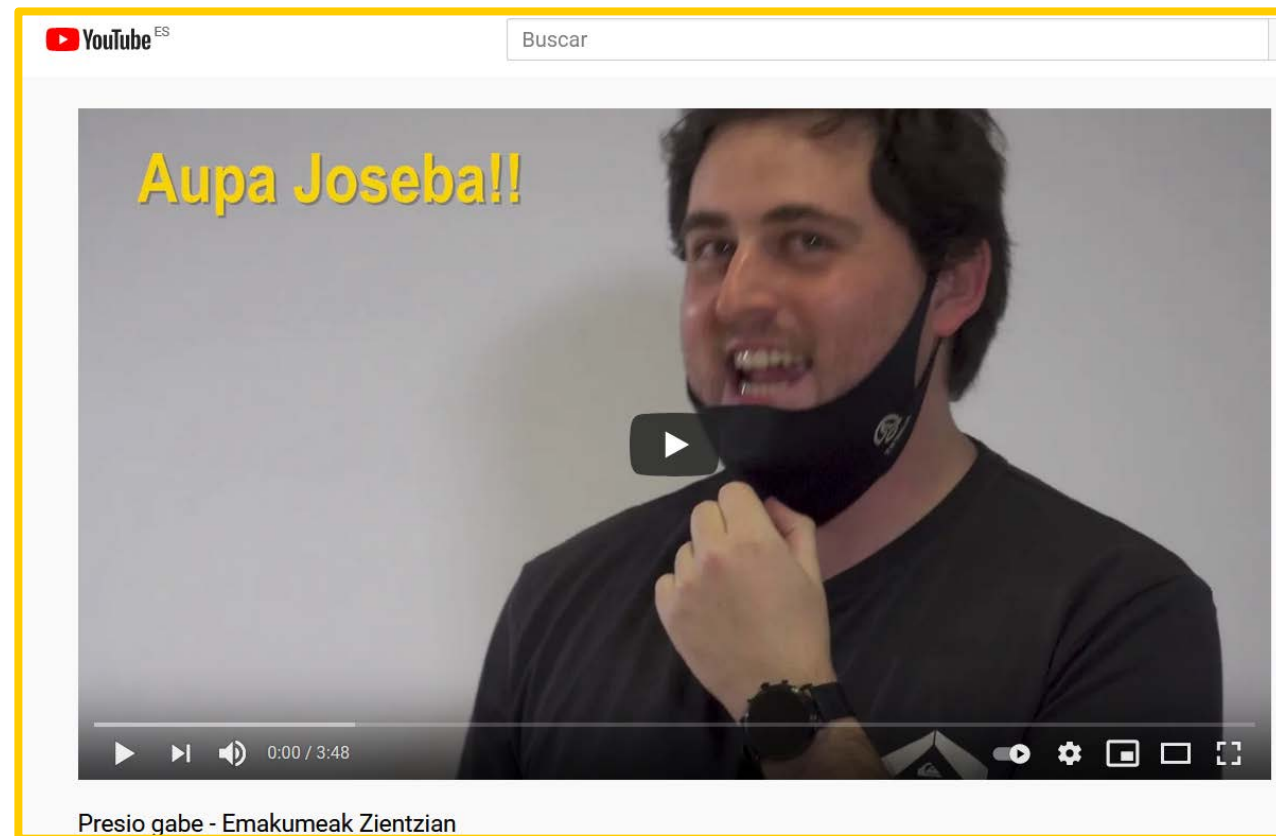 YouTube ES
Buscar
Aupa Joseba!!
0:00 / 3:48
Presio gabe - Emakumeak Zientzian